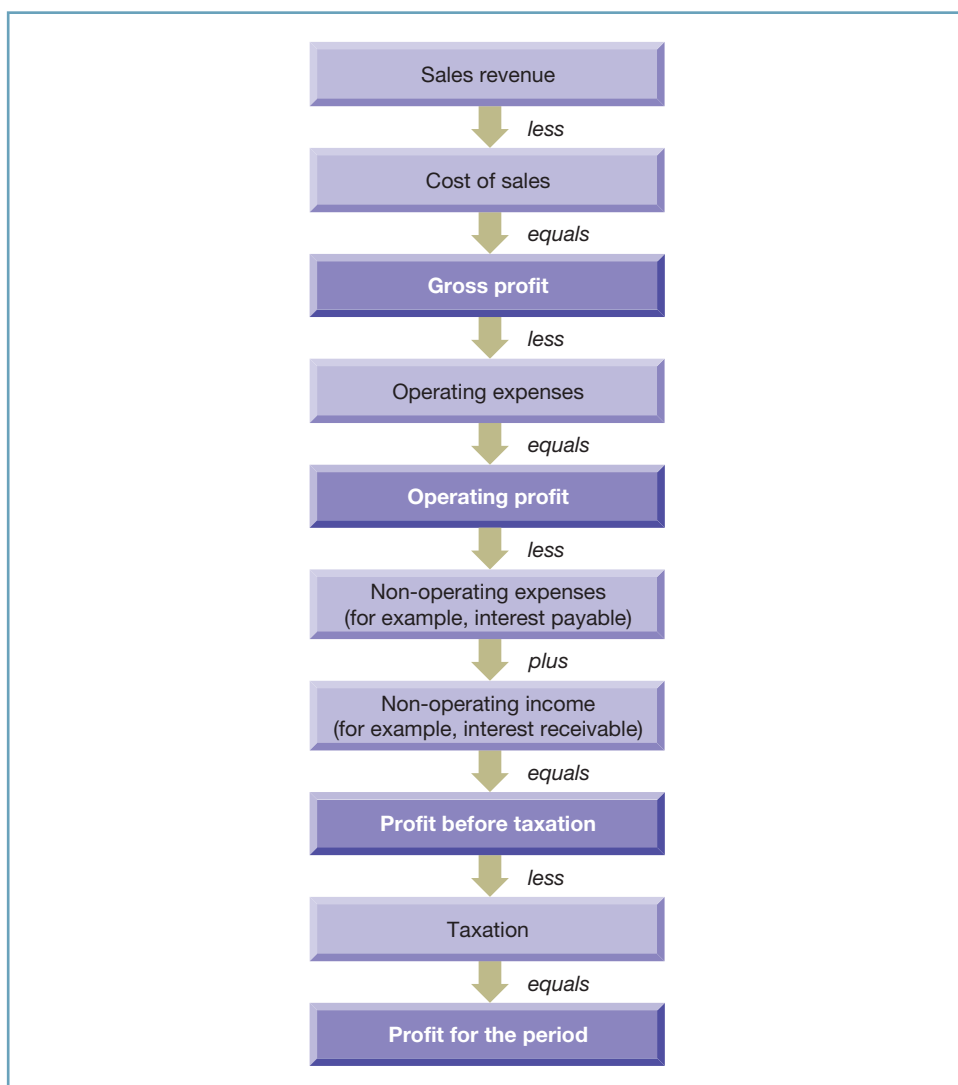 Sales revenue
less
Cost of sales
equals
Gross profit
less
Operating expenses
equals
Operating profit
less
Non-operating expenses
(for example, interest payable)
plus
Non-operating income
(for example, interest receivable)
equals
Profit before taxation
less
Taxation
equals
Profit for the period